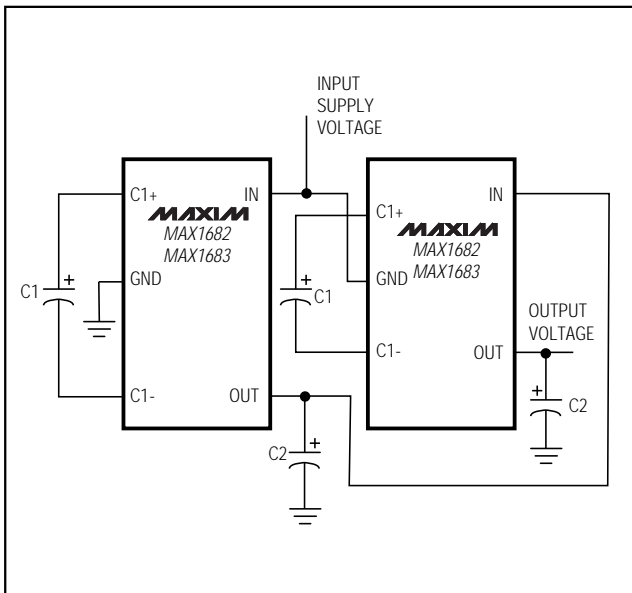 INPUT
SUPPLY
VOLTAGE
C1+
IN
MAXIM
MAX1682
MAX1683
GND
C1
C1-
OUT
C2
C1+
IN
MAXIM
MAX1682
MAX1683
GND
C1
C1-
OUT
OUTPUT
VOLTAGE
C2